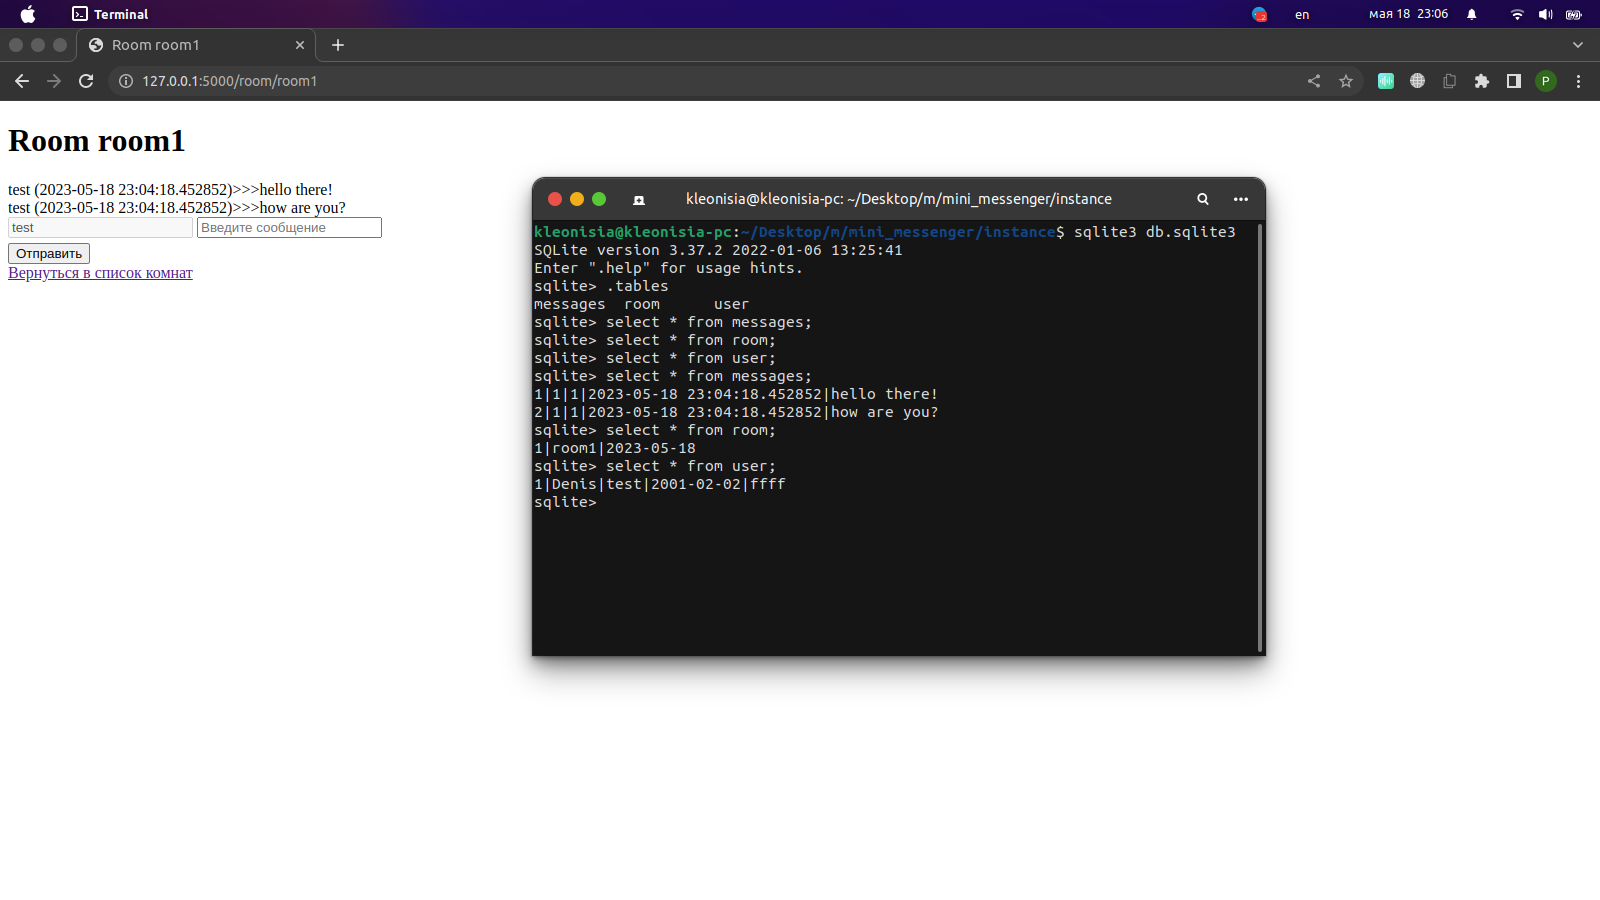 Terminal
en
мая 18 23:06
Room room1
127.0.0.1:5000/room/room1
P
Room room1
test (2023-05-18 23:04:18.452852)>>>hello there!
test (2023-05-18 23:04:18.452852)>>>how are you?
test
Введите сообщение
Отправить
Вернуться в список комнат
kleonisia@kleonisia-pc: ~/Desktop/m/mini_messenger/instance
kleonisia@kleonisia-pc:~/Desktop/m/mini_messenger/instance$ sqlite3 db.sqlite3
SQLite version 3.37.2 2022-01-06 13:25:41
Enter ".help" for usage hints.
sqlite> .tables
messages  room      user
sqlite> select * from messages;
sqlite> select * from room;
sqlite> select * from user;
sqlite> select * from messages;
1|1|1|2023-05-18 23:04:18.452852|hello there!
2|1|1|2023-05-18 23:04:18.452852|how are you?
sqlite> select * from room;
1|room1|2023-05-18
sqlite> select * from user;
1|Denis|test|2001-02-02|ffff
sqlite>